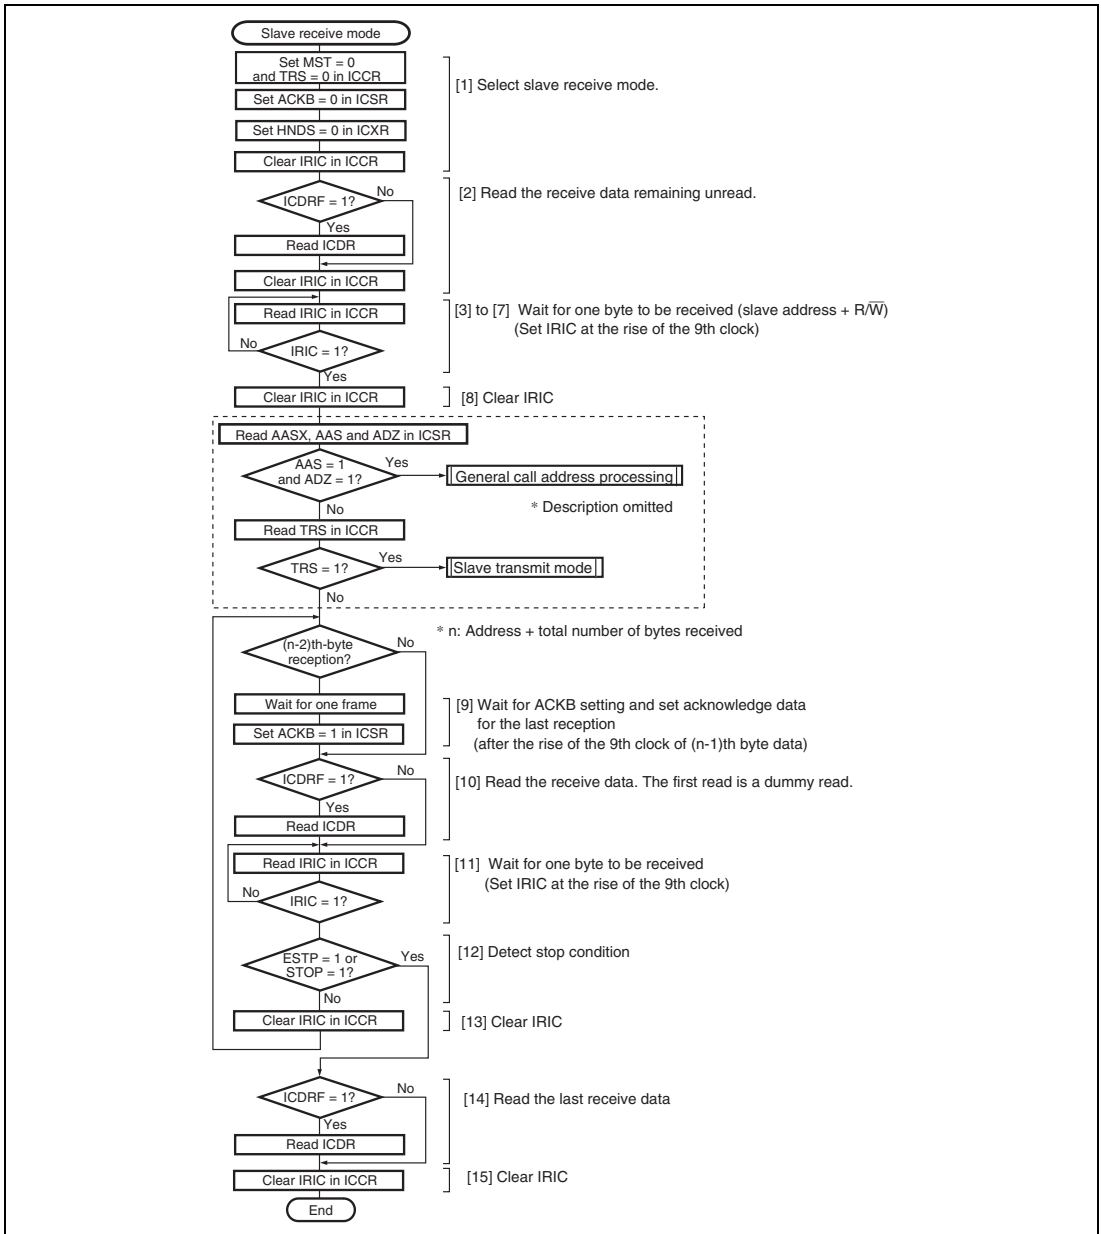 Slave receive mode
Set MST = 0
and TRS = 0 in ICCR
[1] Select slave receive mode.
Set ACKB = 0 in ICSR
Set HNDS = 0 in ICXR
Clear IRIC in ICCR
ICDRF = 1?
No
[2] Read the receive data remaining unread.
Yes
Read ICDR
Clear IRIC in ICCR
Read IRIC in ICCR
[3] to [7] Wait for one byte to be received (slave address + R/W̅)
(Set IRIC at the rise of the 9th clock)
No
IRIC = 1?
Yes
Clear IRIC in ICCR
[8] Clear IRIC
Read AASX, AAS and ADZ in ICSR
AAS = 1
and ADZ = 1?
Yes
General call address processing
* Description omitted
No
Read TRS in ICCR
TRS = 1?
Yes
Slave transmit mode
No
* n: Address + total number of bytes received
(n-2)th-byte
reception?
No
Wait for one frame
Set ACKB = 1 in ICSR
[9] Wait for ACKB setting and set acknowledge data
for the last reception
(after the rise of the 9th clock of (n-1)th byte data)
ICDRF = 1?
No
[10] Read the receive data. The first read is a dummy read.
Yes
Read ICDR
Read IRIC in ICCR
[11] Wait for one byte to be received
(Set IRIC at the rise of the 9th clock)
No
IRIC = 1?
ESTP = 1 or
STOP = 1?
Yes
[12] Detect stop condition
No
Clear IRIC in ICCR
[13] Clear IRIC
ICDRF = 1?
No
[14] Read the last receive data
Yes
Read ICDR
Clear IRIC in ICCR
[15] Clear IRIC
End